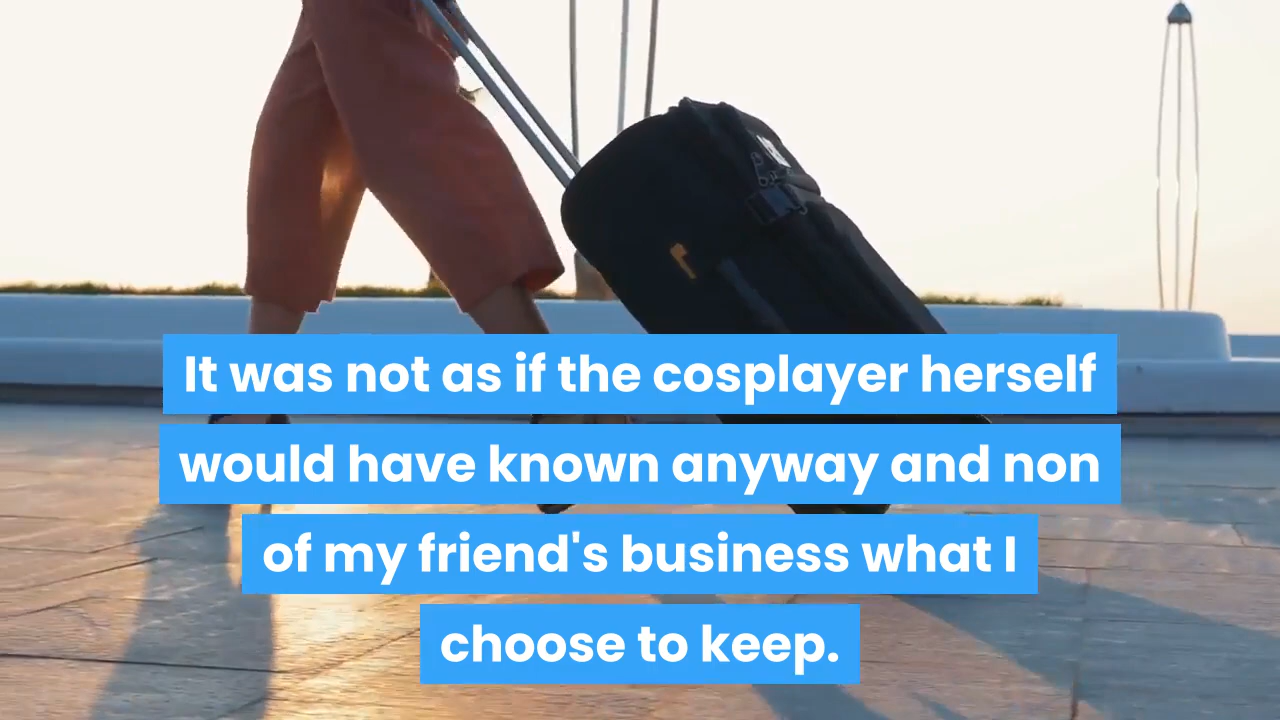 It was not as if the cosplayer herself
would have known anyway and non
of my friend's business what I
choose to keep.